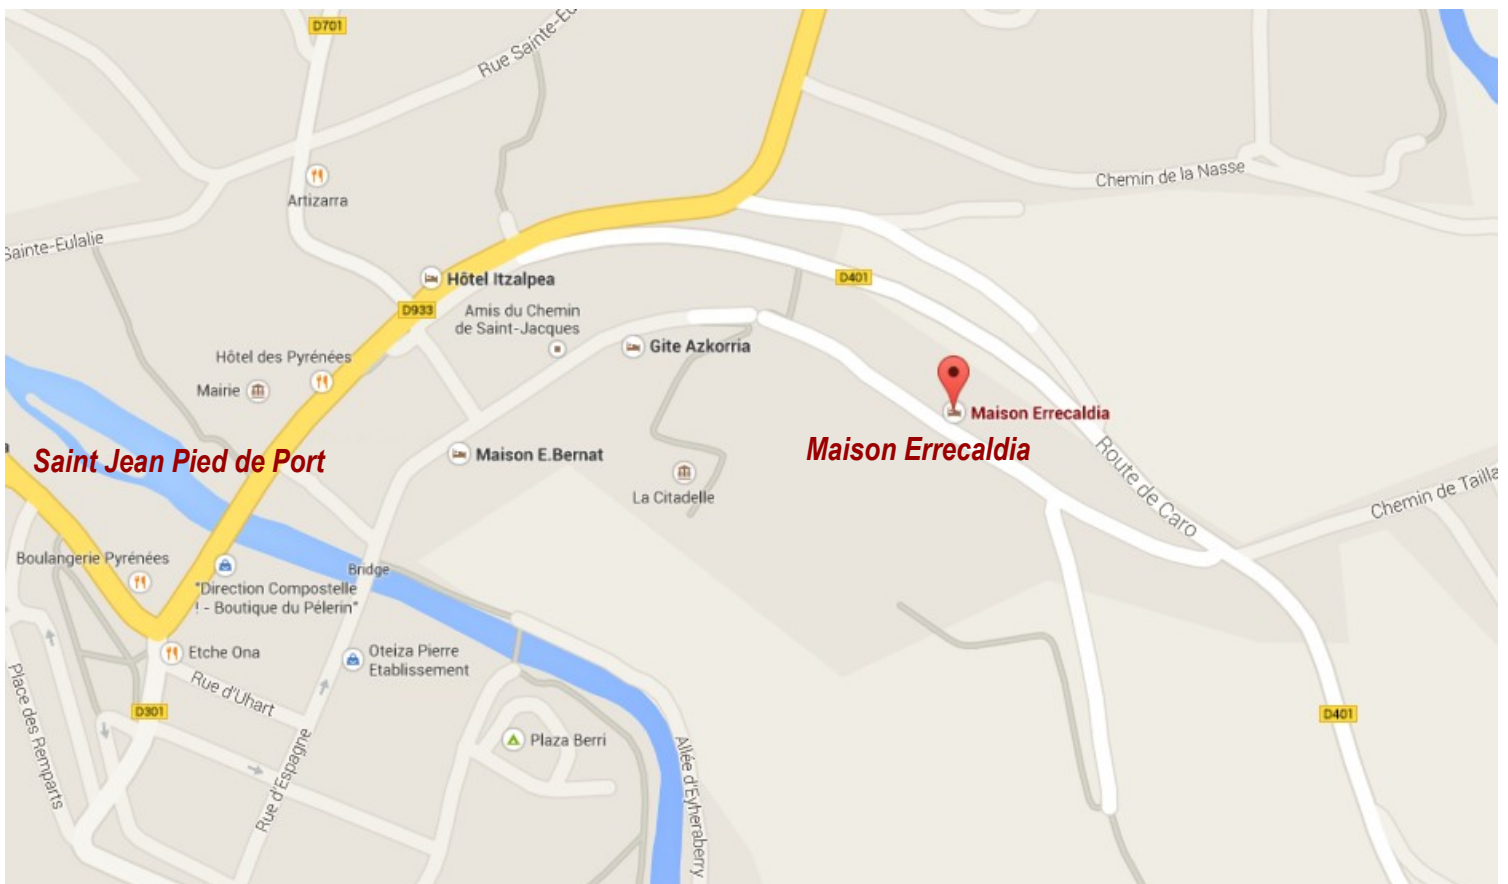 D701
Rue Sainte-Eu
Chemin de la Nasse
Artizarra
Sainte-Eulalie
Hôtel Itzalpea
D401
D933
Amis du Chemin
de Saint-Jacques
Gite Azkorria
Hôtel des Pyrénées
Mairie
Maison Errecaldia
Maison Errecaldia
Saint Jean Pied de Port
Maison E.Bernat
La Citadelle
Route de Caro
Chemin de Tailla
Boulangerie Pyrénées
Bridge
"Direction Compostelle
! - Boutique du Pélerin"
Etche Ona
Oteiza Pierre
Etablissement
Rue d'Uhart
Place des Remparts
D301
D401
Plaza Berri
Rue d'Espagne
Allée d'Eyheraberry